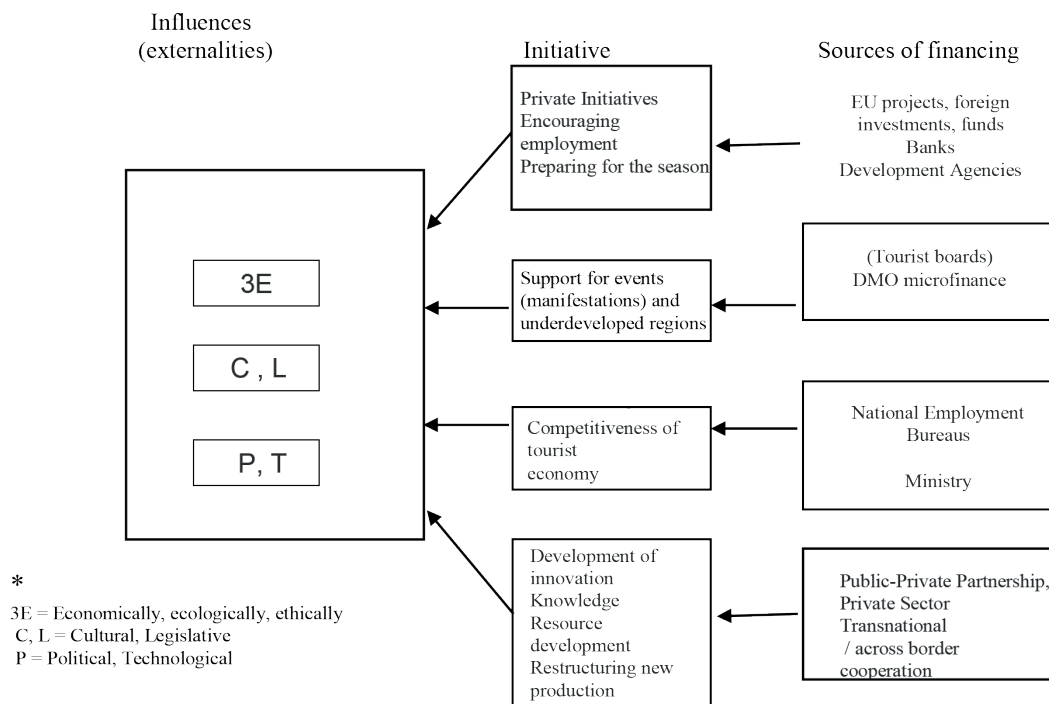 Influences
(externalities)
Initiative
Sources of financing
Private Initiatives
Encouraging
employment
Preparing for the season
EU projects, foreign
investments, funds
Banks
Development Agencies
3E
C , L
P, T
Support for events
(manifestations) and
underdeveloped regions
(Tourist boards)
DMO microfinance
Competitiveness of
tourist
economy
National Employment
Bureaus
Ministry
Development of
innovation
Knowledge
Resource
development
Restructuring new
production
Public-Private Partnership,
Private Sector
Transnational
/ across border
cooperation
*
3E = Economically, ecologically, ethically
C, L = Cultural, Legislative
P = Political, Technological